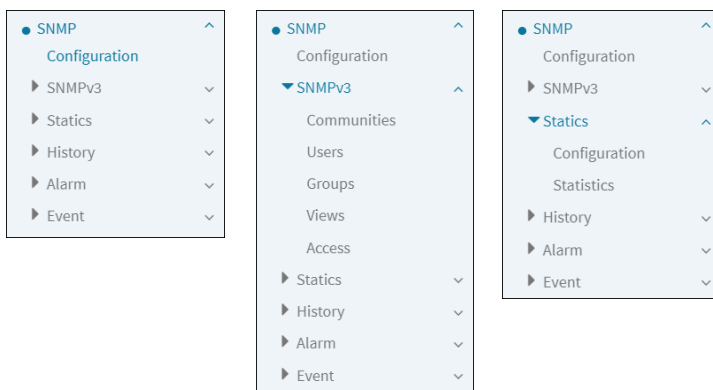 SNMP
Configuration
SNMPv3
Statics
History
Alarm
Event
SNMP
Configuration
SNMPv3
Communities
Users
Groups
Views
Access
Statics
History
Alarm
Event
SNMP
Configuration
SNMPv3
Statics
Configuration
Statistics
History
Alarm
Event